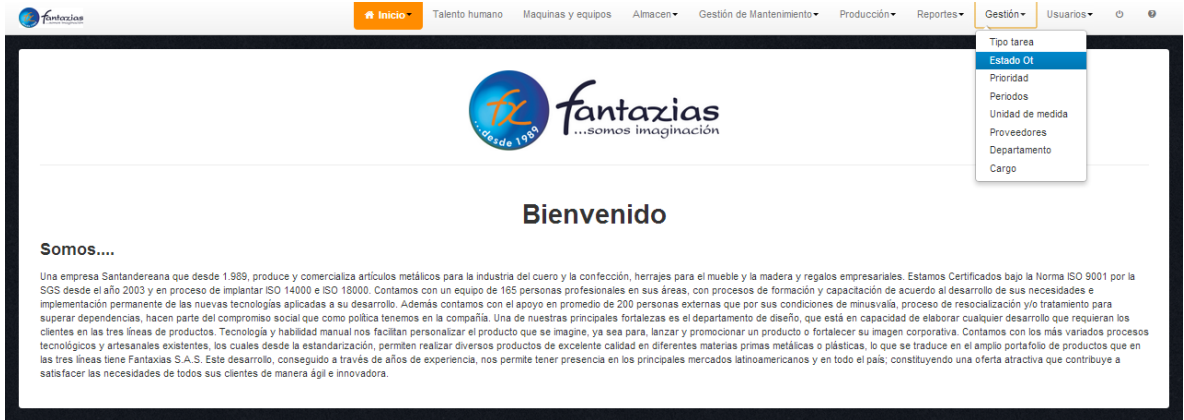 fantazias
...somos imaginación
Inicio Talento humano Maquinas y equipos Almacen Gestión de Mantenimiento Producción Reportes Gestión Usuarios
Tipo tarea
Estado Ot
Prioridad
Periodos
Unidad de medida
Proveedores
Departamento
Cargo
fx
...desde 1989
fantazias
...somos imaginación
Bienvenido
Somos....
Una empresa Santandereana que desde 1.989, produce y comercializa artículos metálicos para la industria del cuero y la confección, herrajes para el mueble y la madera y regalos empresariales. Estamos Certificados bajo la Norma ISO 9001 por la
SGS desde el año 2003 y en proceso de implantar ISO 14000 e ISO 18000. Contamos con un equipo de 165 personas profesionales en sus áreas, con procesos de formación y capacitación de acuerdo al desarrollo de sus necesidades e
implementación permanente de las nuevas tecnologías aplicadas a su desarrollo. Además contamos con el apoyo en promedio de 200 personas externas que por sus condiciones de minusvalía, proceso de resocialización y/o tratamiento para
superar dependencias, hacen parte del compromiso social que como política tenemos en la compañía. Una de nuestras principales fortalezas es el departamento de diseño, que está en capacidad de elaborar cualquier desarrollo que requieran los
clientes en las tres líneas de productos. Tecnología y habilidad manual nos facilitan personalizar el producto que se imagine, ya sea para, lanzar y promocionar un producto o fortalecer su imagen corporativa. Contamos con los más variados procesos
tecnológicos y artesanales existentes, los cuales desde la estandarización, permiten realizar diversos productos de excelente calidad en diferentes materias primas metálicas o plásticas, lo que se traduce en el amplio portafolio de productos que en
las tres líneas tiene Fantaxias S.A.S. Este desarrollo, conseguido a través de años de experiencia, nos permite tener presencia en los principales mercados latinoamericanos y en todo el país; constituyendo una oferta atractiva que contribuye a
satisfacer las necesidades de todos sus clientes de manera ágil e innovadora.